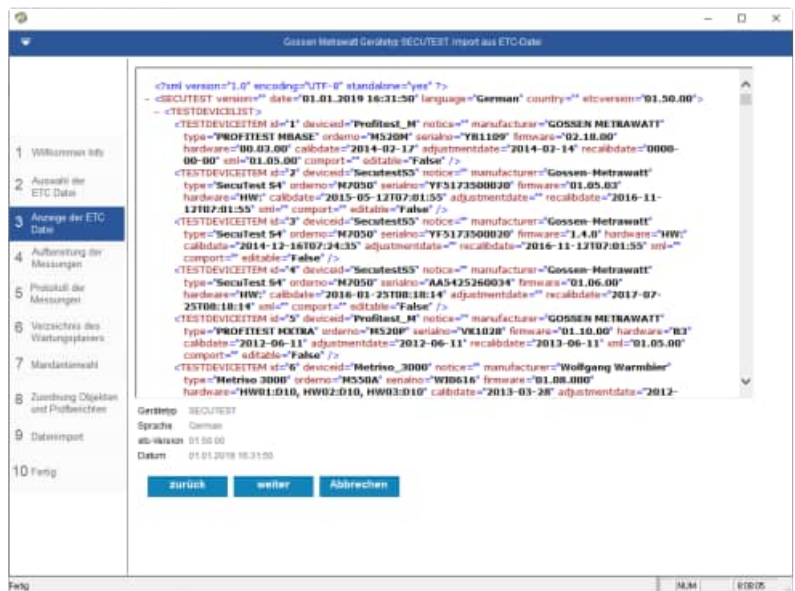 Gossen Metrawatt Gerätetyp SECUTEST Import aus ETC-Datei
1 Willkommen Info
2 Auswahl der
ETC Datei
3 Anzeige der ETC
Datei
4 Aufbereitung der
Messungen
5 Protokoll der
Messungen
6 Verzeichnis des
Wartungsplaners
7 Mandantenwahl
8 Zuordnung Objekten
und Prüfberichten
9 Datenimport
10 Fertig
<?xml version="1.0" encoding="UTF-8" standalone="yes" ?>
- <SECUTEST version="" date="01.01.2019 16:31:50" language="German" country="" etcversion="01.50.00">
- <TESTDEVICELIST>
<TESTDEVICEITEM id="1" deviceid="Profitest_M" notice="" manufacturer="GOSSEN METRAWATT"
type="PROFITEST MBASE" orderno="M520M" serialno="YR1109" firmware="02.18.00"
hardware="00.03.00" calibdate="2014-02-17" adjustmentdate="2014-02-14" recalibdate="0000-
00-00" xml="01.05.00" comport="" editable="False" />
<TESTDEVICEITEM id="2" deviceid="SecutestS5" notice="" manufacturer="Gossen-Metrawatt"
type="SecuTest S4" orderno="M7050" serialno="YF5173500020" firmware="01.05.03"
hardware="HW:" calibdate="2015-05-12T07:01:55" adjustmentdate="" recalibdate="2016-11-
12T07:01:55" xml="" comport="" editable="False" />
<TESTDEVICEITEM id="3" deviceid="SecutestS5" notice="" manufacturer="Gossen-Metrawatt"
type="SecuTest S4" orderno="M7050" serialno="YF5173500020" firmware="1.4.0" hardware="HW:"
calibdate="2014-12-16T07:24:35" adjustmentdate="" recalibdate="2016-11-12T07:01:55" xml=""
comport="" editable="False" />
<TESTDEVICEITEM id="4" deviceid="SecutestS5" notice="" manufacturer="Gossen-Metrawatt"
type="SecuTest S4" orderno="M7050" serialno="AA5425260034" firmware="01.06.00"
hardware="HW:" calibdate="2016-01-25T08:18:14" adjustmentdate="" recalibdate="2017-07-
25T08:18:14" xml="" comport="" editable="False" />
<TESTDEVICEITEM id="5" deviceid="Profitest_M" notice="" manufacturer="GOSSEN METRAWATT"
type="PROFITEST MXTRA" orderno="M520P" serialno="VK1028" firmware="01.10.00" hardware="B3"
calibdate="2012-06-11" adjustmentdate="2012-06-11" recalibdate="2013-06-11" xml="01.05.00"
comport="" editable="False" />
<TESTDEVICEITEM id="6" deviceid="Metriso_3000" notice="" manufacturer="Wolfgang Warmbier"
type="Metriso 3000" orderno="M550A" serialno="WI0616" firmware="01.08.000"
hardware="HW01:D0, HW02:D0, HW03:D10" calibdate="2013-03-28" adjustmentdate="2012-
Gerätetyp SECUTEST
Sprache German
etc-Version 01.50.00
Datum 01.01.2019 16:31:50
zurück weiter Abbrechen
Fertig NUM